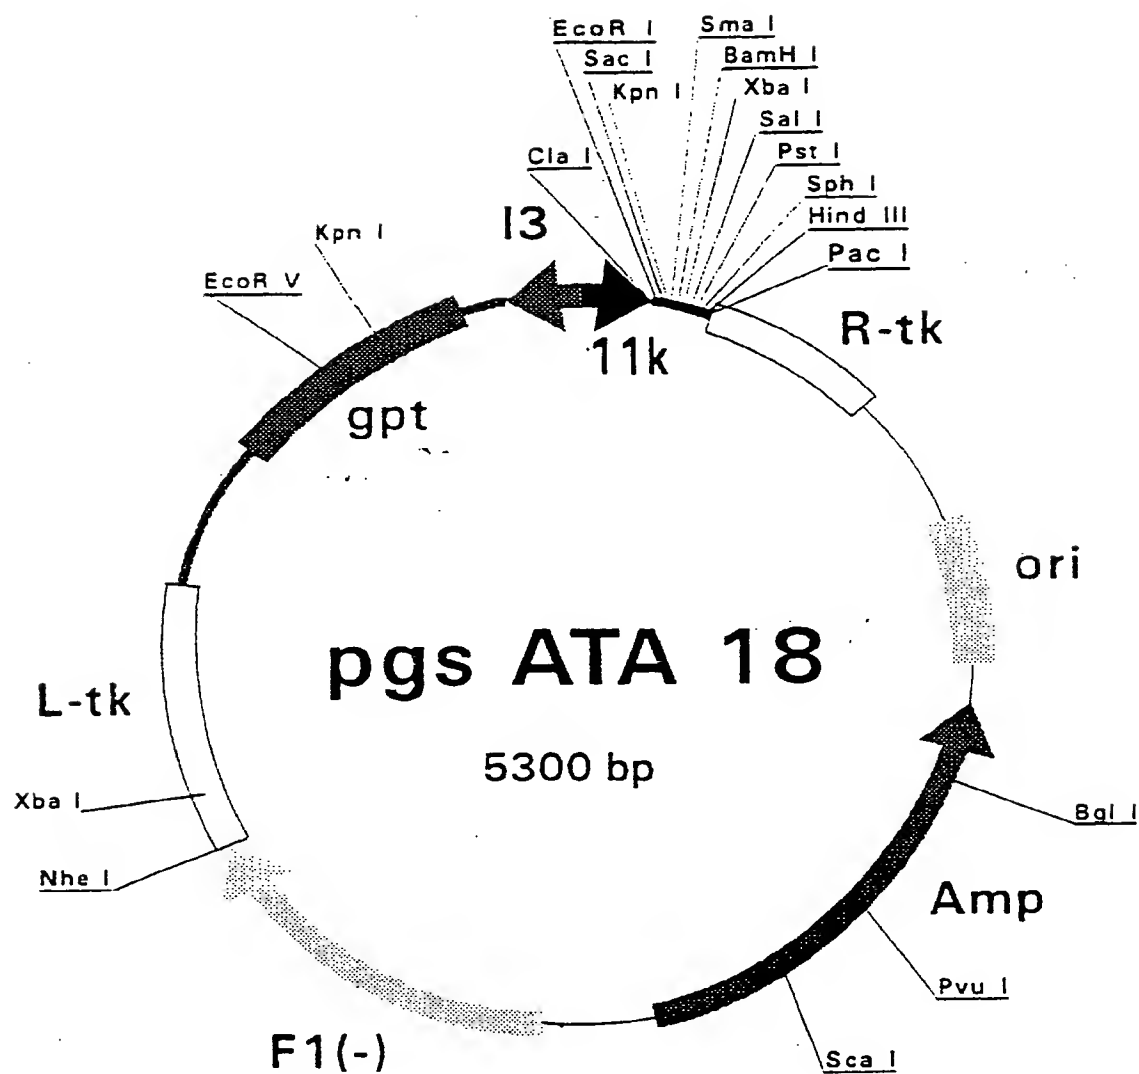 EcoR I
Sma I
Sac I
BamH I
Kpn I
Xba I
Sal I
Cla I
Pst I
Sph I
I3
Hind III
Kpn I
Pac I
EcoR V
R-tk
11k
gpt
ori
pgs ATA 18
L-tk
5300 bp
Xba I
Bgl I
Nhe I
Amp
Pvu I
F1(-)
Sca I